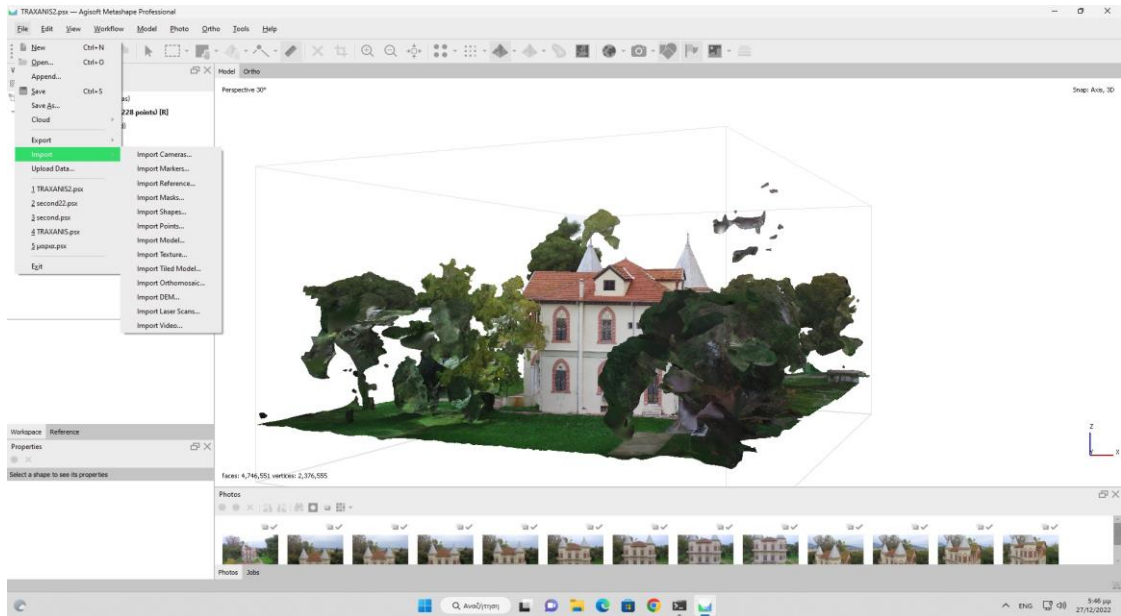 TRAXANIS2.psx — Agisoft Metashape Professional
File Edit View Workflow Model Photo Ortho Tools Help
New Ctrl+N
Open... Ctrl+O
Append...
Save Ctrl+S
Save As...
Cloud
Export
Import
Upload Data...
1 TRAXANIS2.psx
2 second22.psx
3 second.psx
4 TRAXANIS.psx
5 μαρια.psx
Exit
Import Cameras...
Import Markers...
Import Reference...
Import Masks...
Import Shapes...
Import Points...
Import Model...
Import Texture...
Import Tiled Model...
Import Orthomosaic...
Import DEM...
Import Laser Scans...
Import Video...
228 points) [R]
Model Ortho
Perspective 30°
Snap: Axis, 3D
Z
X
faces: 4,746,551 vertices: 2,376,555
Workspace Reference
Properties
Select a shape to see its properties
Photos
Photos Jobs
Αναζήτηση
ENG
5:46 μμ
27/12/2022